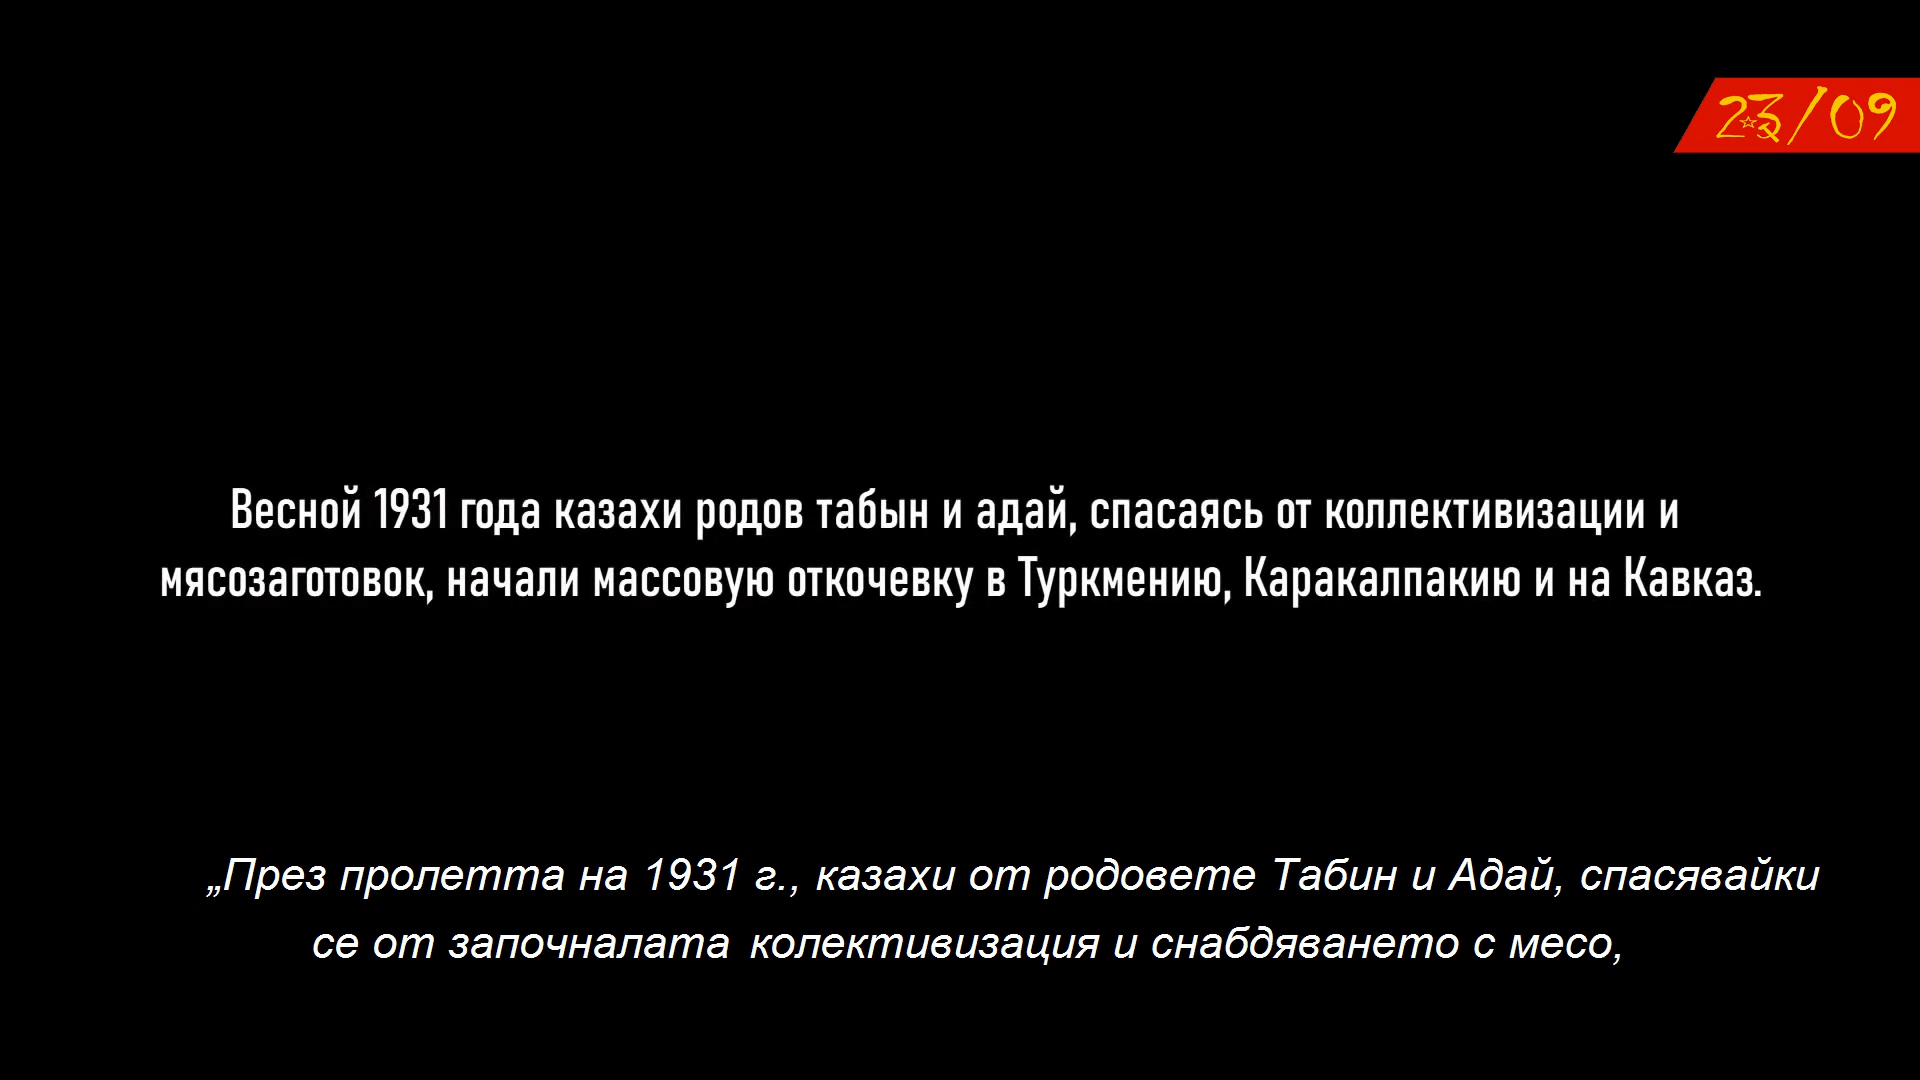 23/09
Весной 1931 года казахи родов табын и адай, спасаясь от коллективизации и
мясозаготовок, начали массовую откочевку в Туркмению, Каракалпакию и на Кавказ.
„През пролетта на 1931 г., казахи от родовете Табин и Адай, спасявайки
се от започналата колективизация и снабдяването с месо,